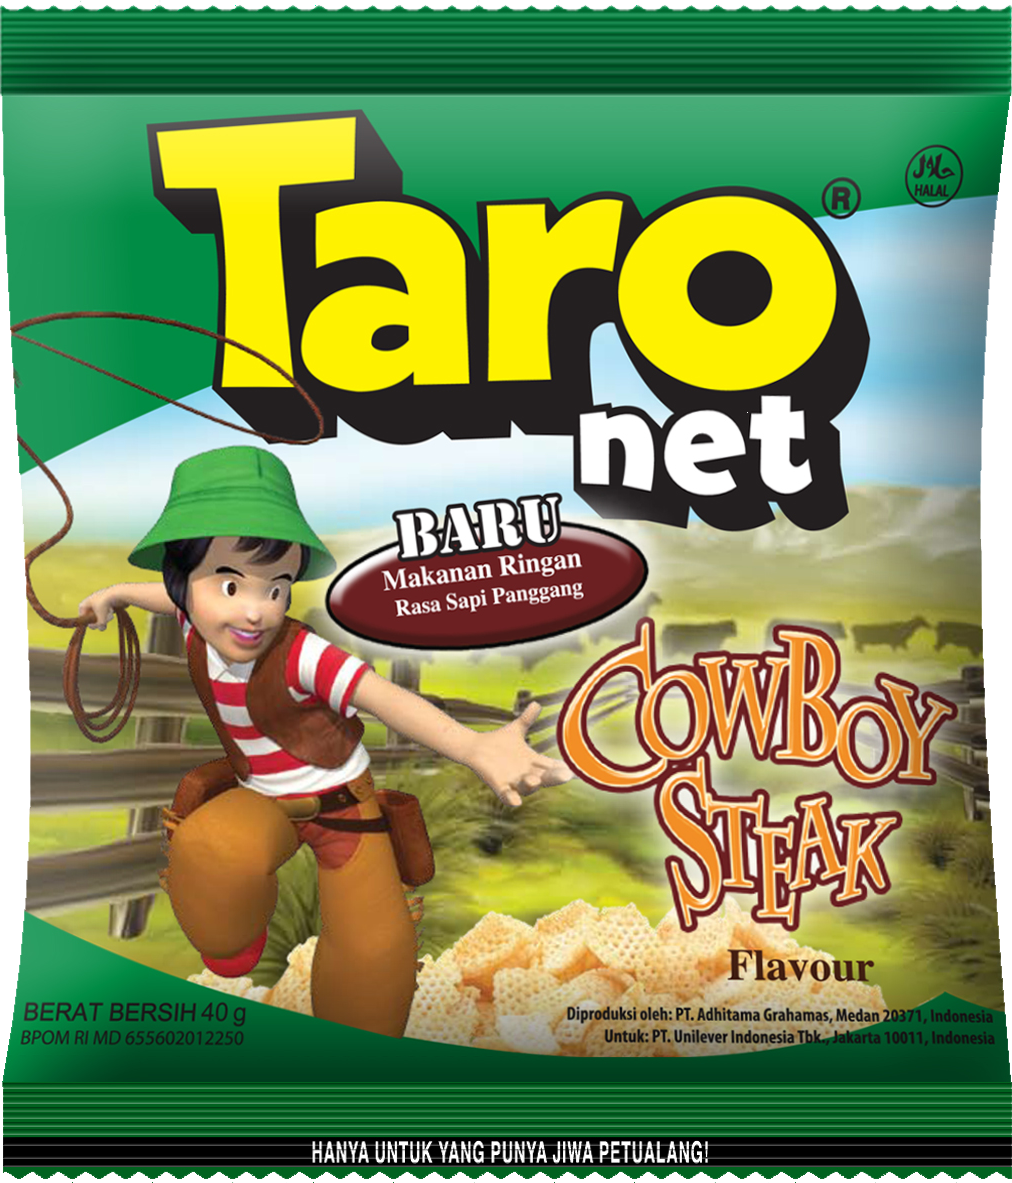 Taro
®
HALAL
net
BARU
Makanan Ringan
Rasa Sapi Panggang
COWBOY
STEAK
Flavour
BERAT BERSIH 40 g
BPOM RI MD 655602012250
Diproduksi oleh: PT. Adhitama Grahamas, Medan 20371, Indonesia
Untuk: PT. Unilever Indonesia Tbk., Jakarta 10011, Indonesia
HANYA UNTUK YANG PUNYA JIWA PETUALANG!